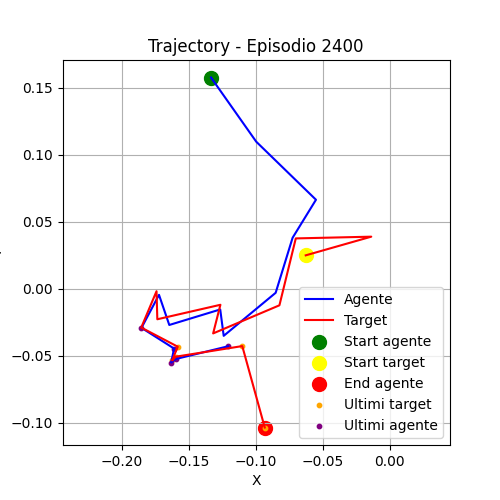 Trajectory - Episodio 2400
0.15
0.10
0.05
0.00
−0.05
−0.10
−0.20
−0.15
−0.10
−0.05
0.00
X
Agente
Target
Start agente
Start target
End agente
Ultimi target
Ultimi agente